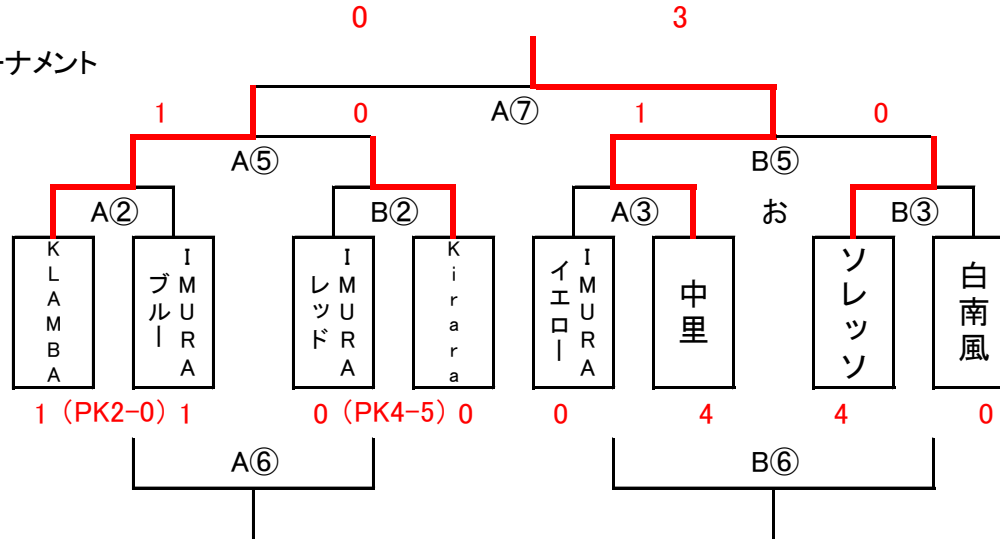 0 3
ーナメント
1 0 A⑦ 1 0
A⑤ B⑤
A② B② A③ お B③
KLAMBA
IMURA
ブルー
IMURA
レッド
Kirara
IMURA
イエロー
中里
ソレッソ
白南風
1 (PK2-0) 1 0 (PK4-5) 0 0 4 4 0
A⑥ B⑥